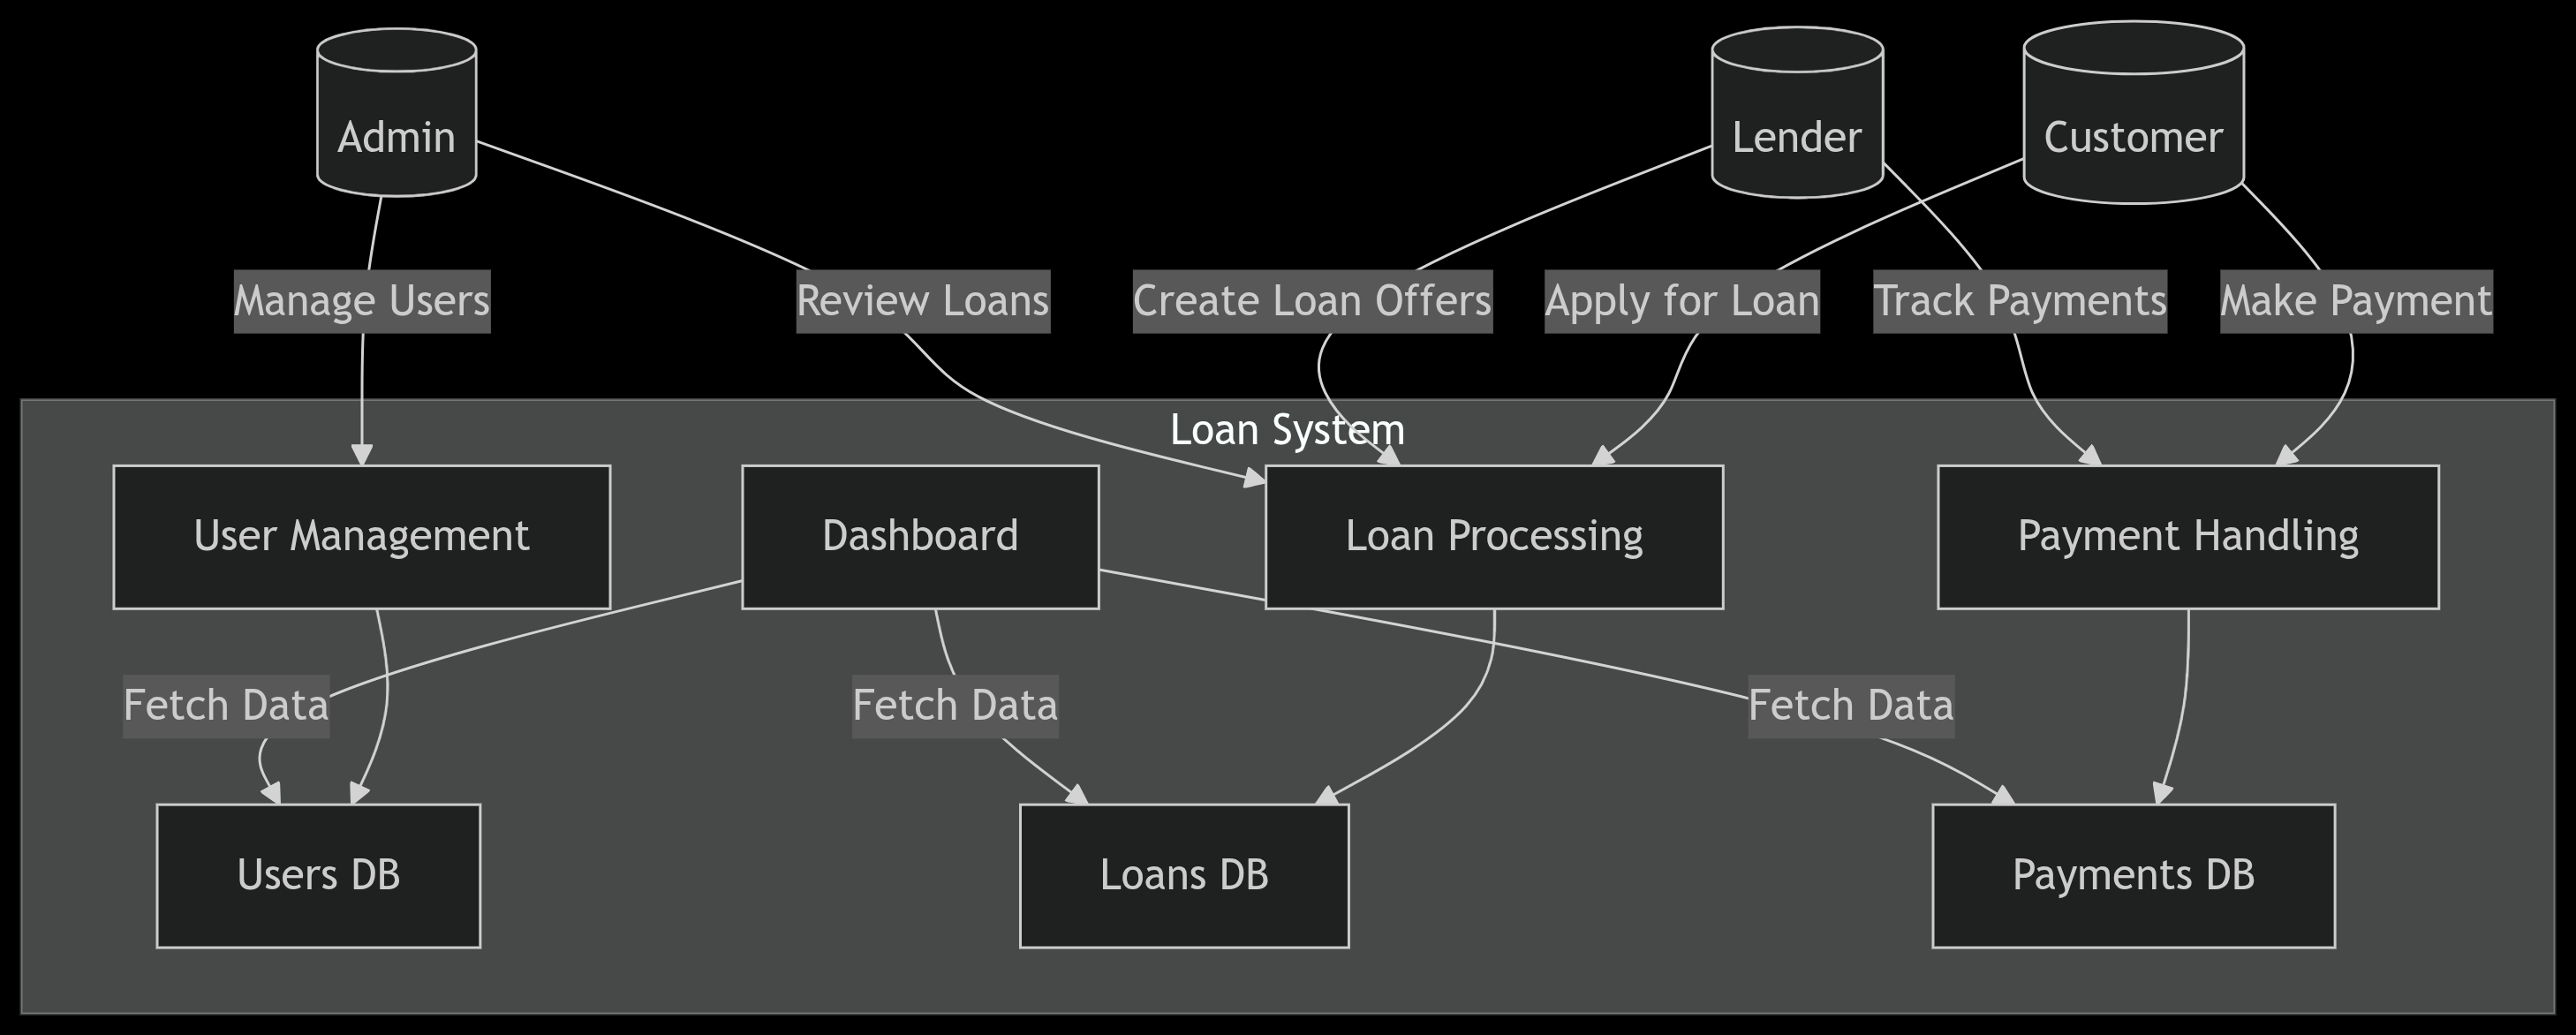 Admin
Lender
Customer
Manage Users
Review Loans
Create Loan Offers
Apply for Loan
Track Payments
Make Payment
Loan System
User Management
Dashboard
Loan Processing
Payment Handling
Fetch Data
Fetch Data
Fetch Data
Users DB
Loans DB
Payments DB